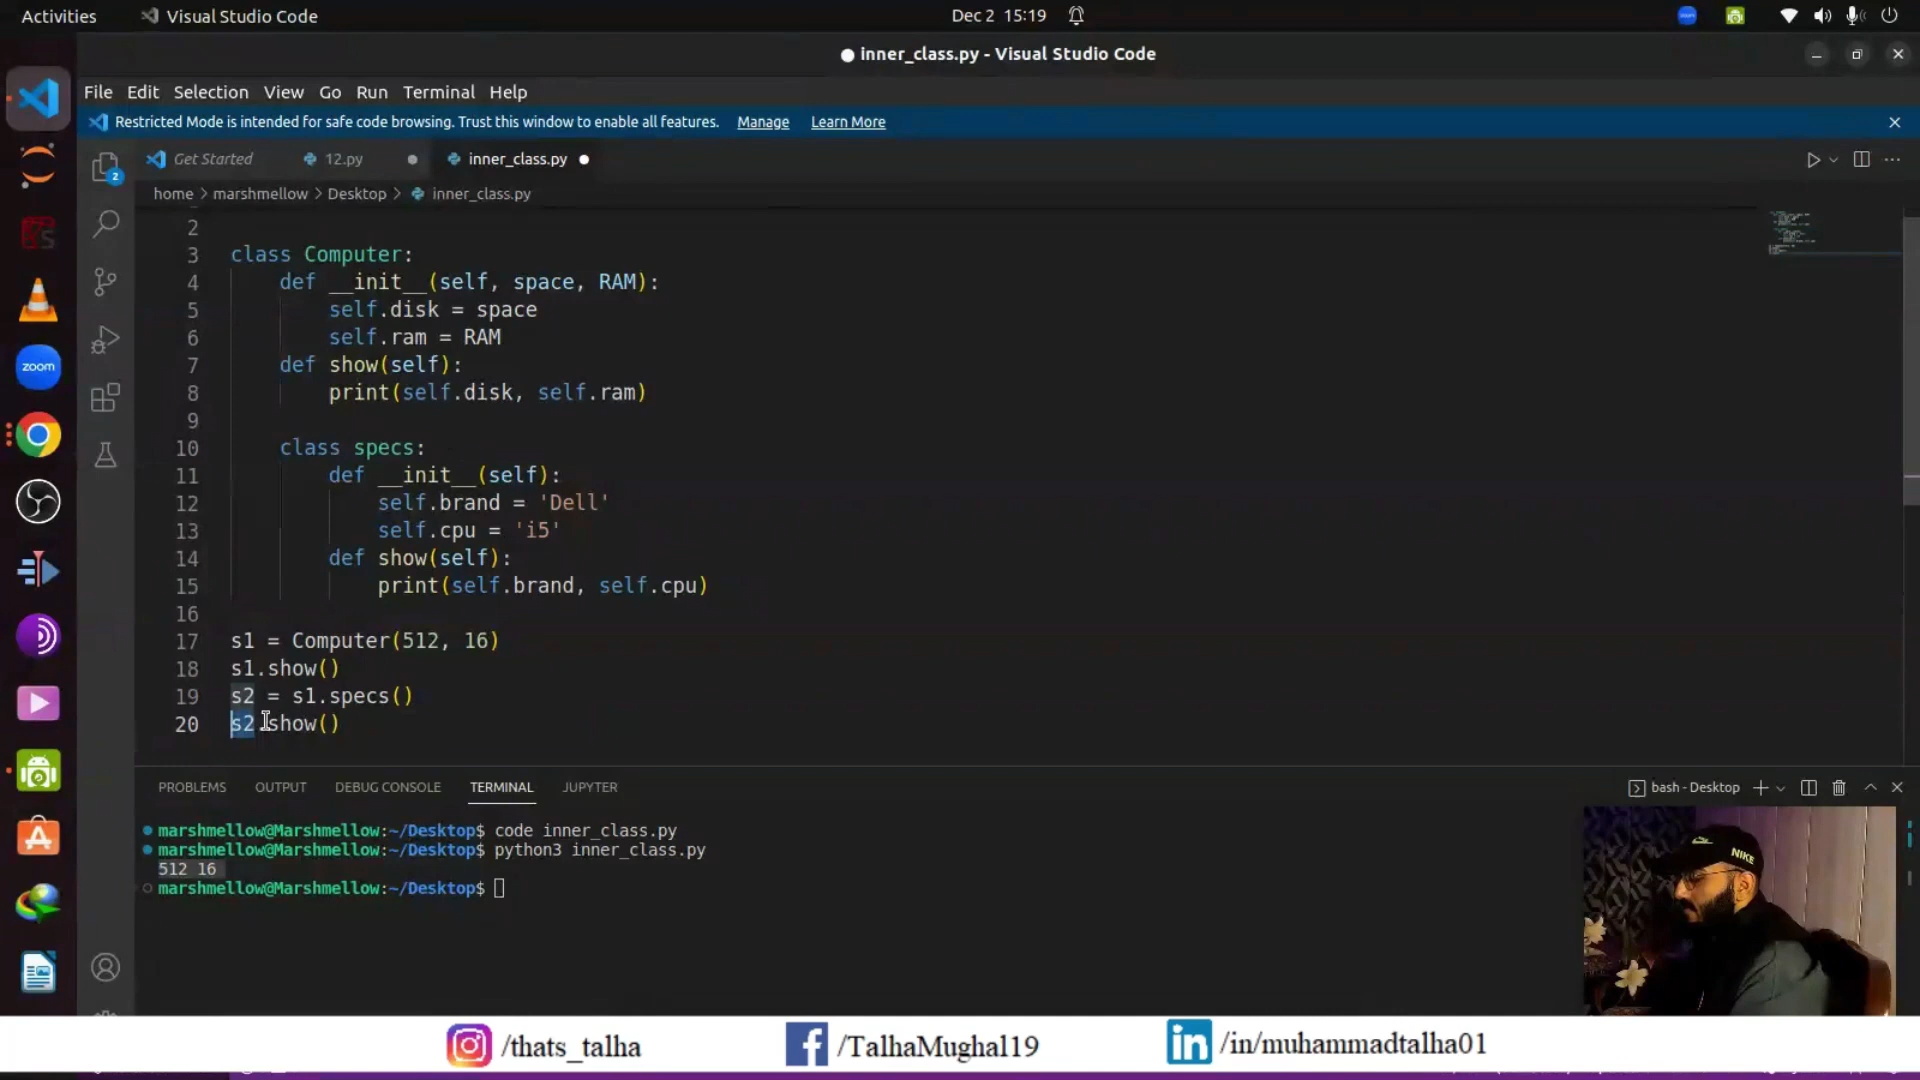 Activities
Visual Studio Code
Dec 2 15:19
zoom
inner_class.py - Visual Studio Code
File Edit Selection View Go Run Terminal Help
Restricted Mode is intended for safe code browsing. Trust this window to enable all features. Manage Learn More
2
Get Started
12.py
inner_class.py
home > marshmellow > Desktop > inner_class.py
2
3 class Computer:
4 def __init__(self, space, RAM):
5 self.disk = space
6 self.ram = RAM
7 def show(self):
8 print(self.disk, self.ram)
9
10 class specs:
11 def __init__(self):
12 self.brand = 'Dell'
13 self.cpu = 'i5'
14 def show(self):
15 print(self.brand, self.cpu)
16
17 s1 = Computer(512, 16)
18 s1.show()
19 s2 = s1.specs()
20 s2.show()
PROBLEMS OUTPUT DEBUG CONSOLE TERMINAL JUPYTER
bash - Desktop
marshmellow@Marshmellow:~/Desktop$ code inner_class.py
marshmellow@Marshmellow:~/Desktop$ python3 inner_class.py
512 16
marshmellow@Marshmellow:~/Desktop$
NIKE
/thats_talha
/TalhaMughal19
in /in/muhammadtalha01